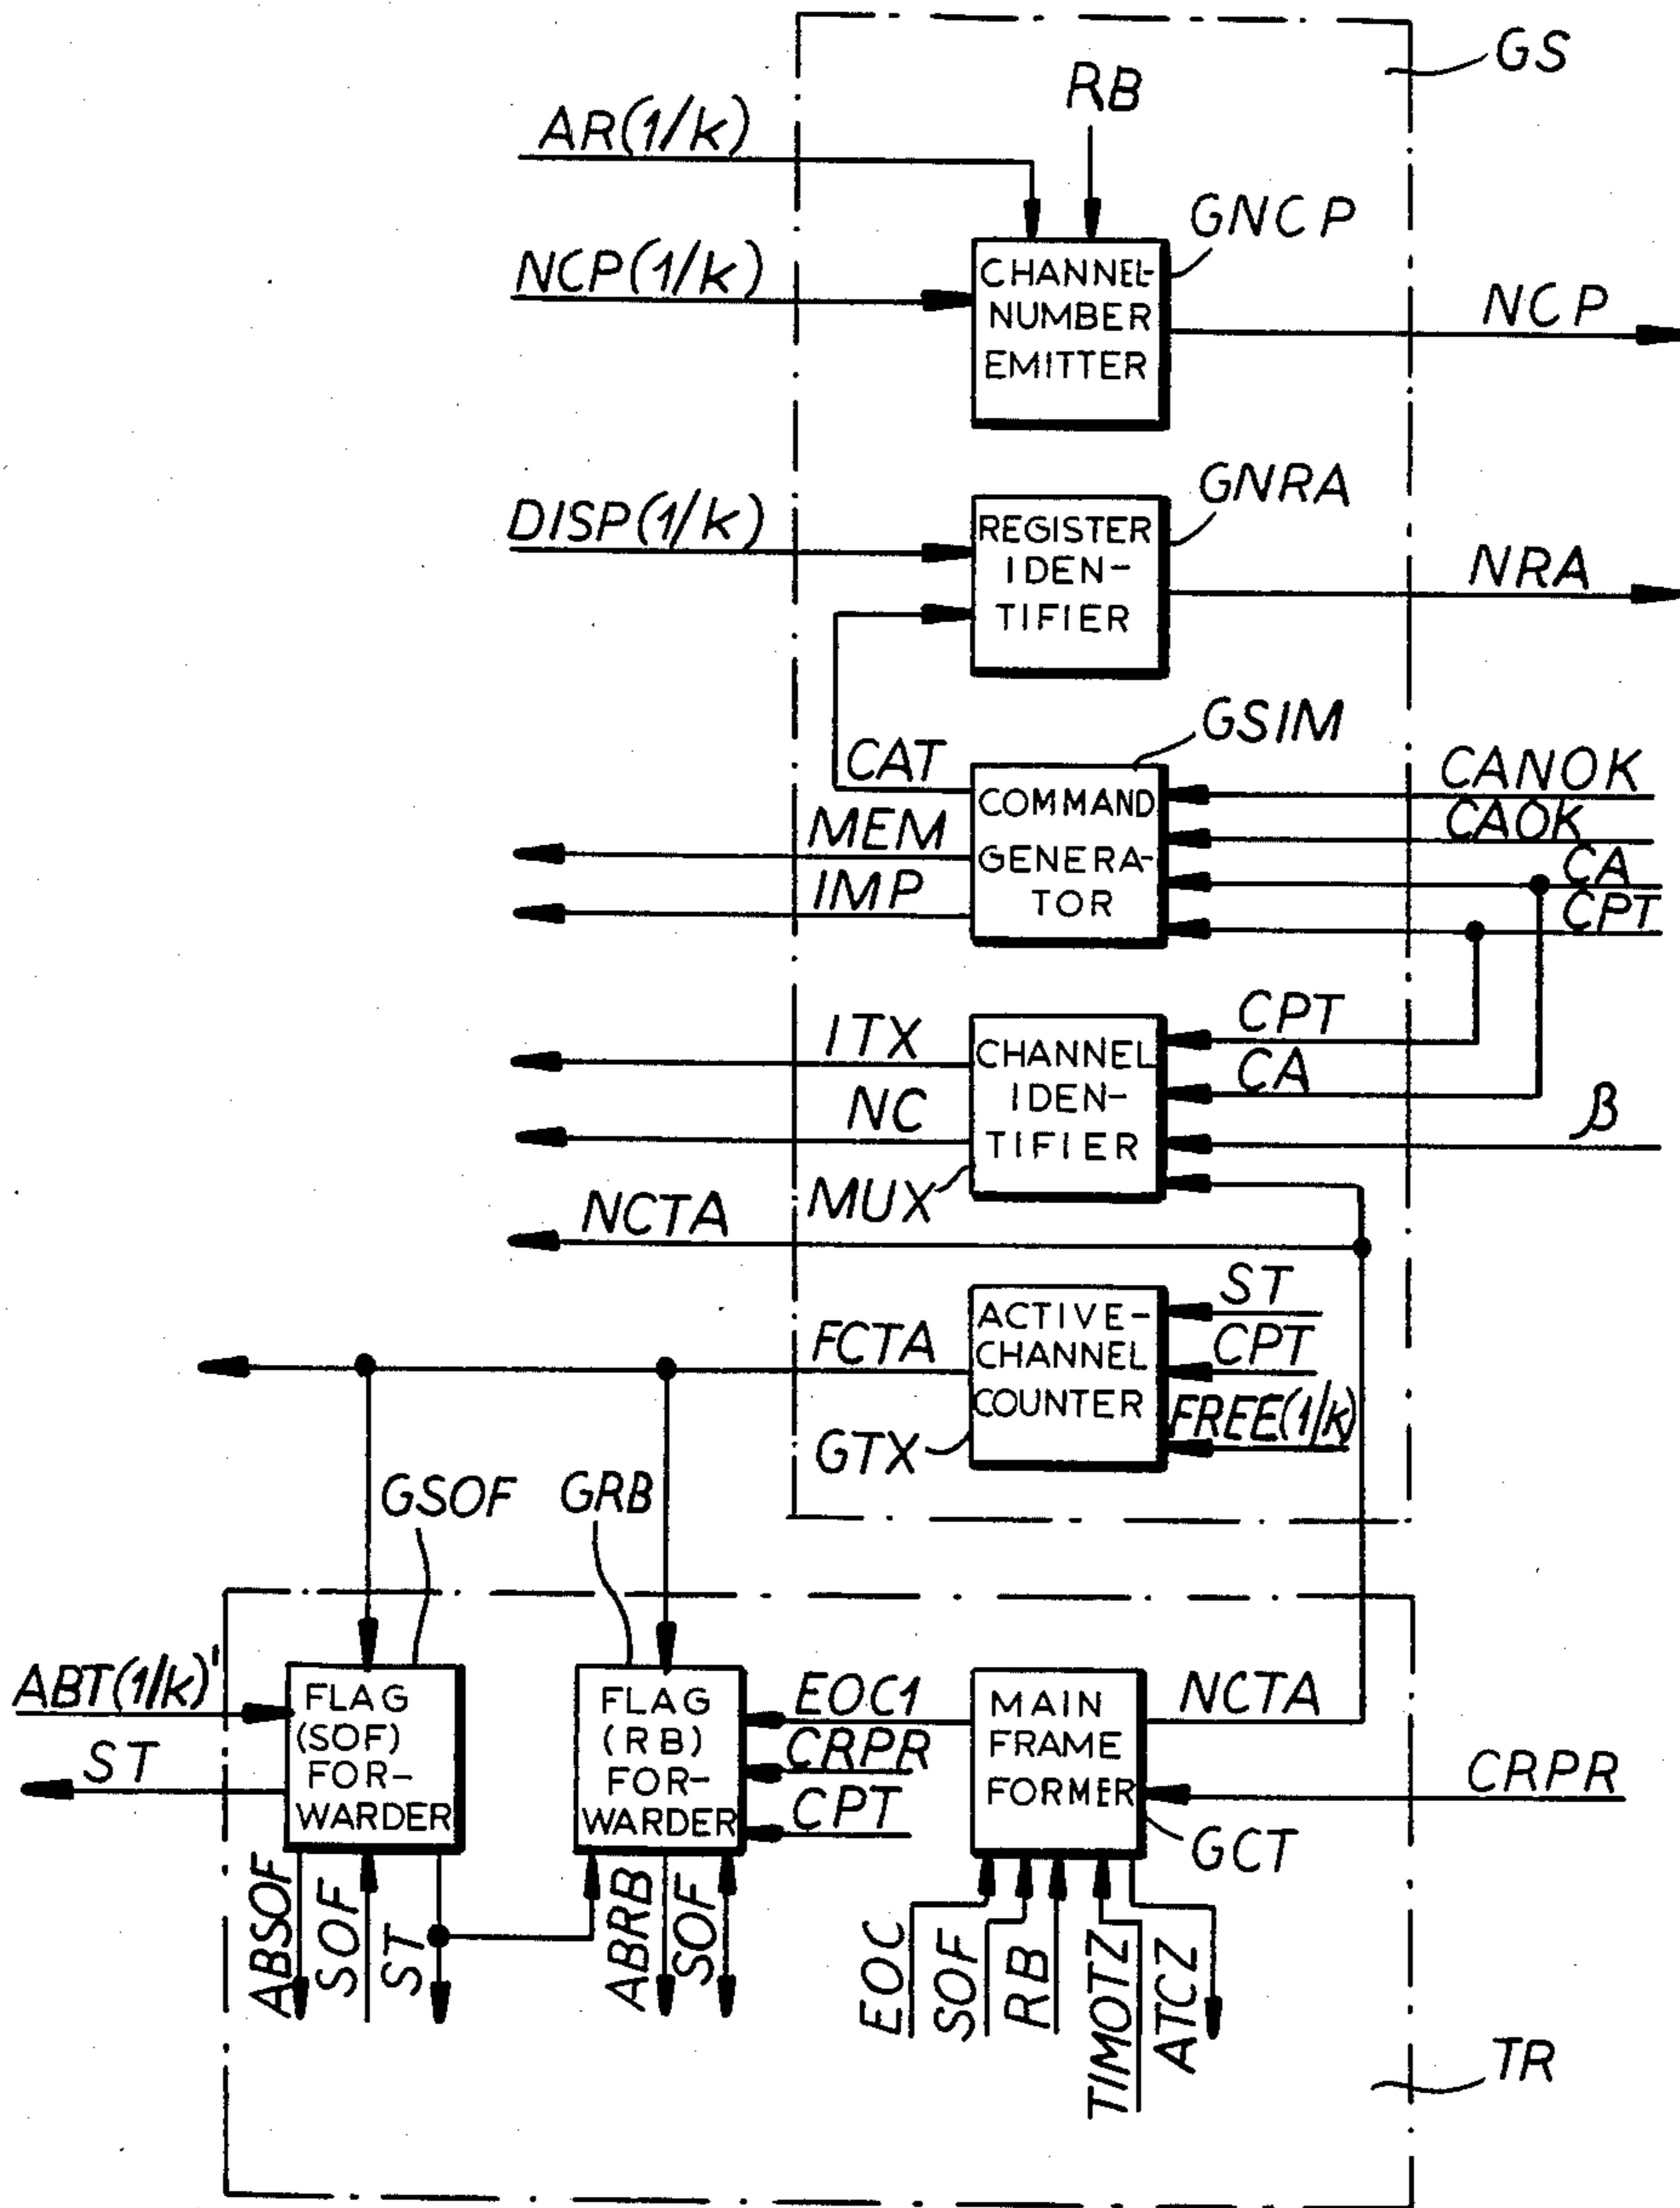 GS
RB
AR(1/k)
GNCP
NCP(1/k)
CHANNEL-
NUMBER
EMITTER
NCP
GNRA
DISP(1/k)
REGISTER
IDEN-
TIFIER
NRA
GSIM
CAT
COMMAND
GENERA-
TOR
CANOK
CAOK
CA
CPT
MEM
IMP
ITX
NC
CHANNEL
IDEN-
TIFIER
CPT
CA
β
MUX
NCTA
ST
CPT
FREE(1/k)
ACTIVE-
CHANNEL
COUNTER
FCTA
GTX
GSOF
GRB
ABT(1/k)'
ST
FLAG
(SOF)
FOR-
WARDER
FLAG
(RB)
FOR-
WARDER
EOC1
CRPR
CPT
MAIN
FRAME
FORMER
NCTA
CRPR
GCT
ABSOF
SOF
ST
ABRB
SOF
EOC
SOF
RB
TIMOTZ
ATCZ
TR